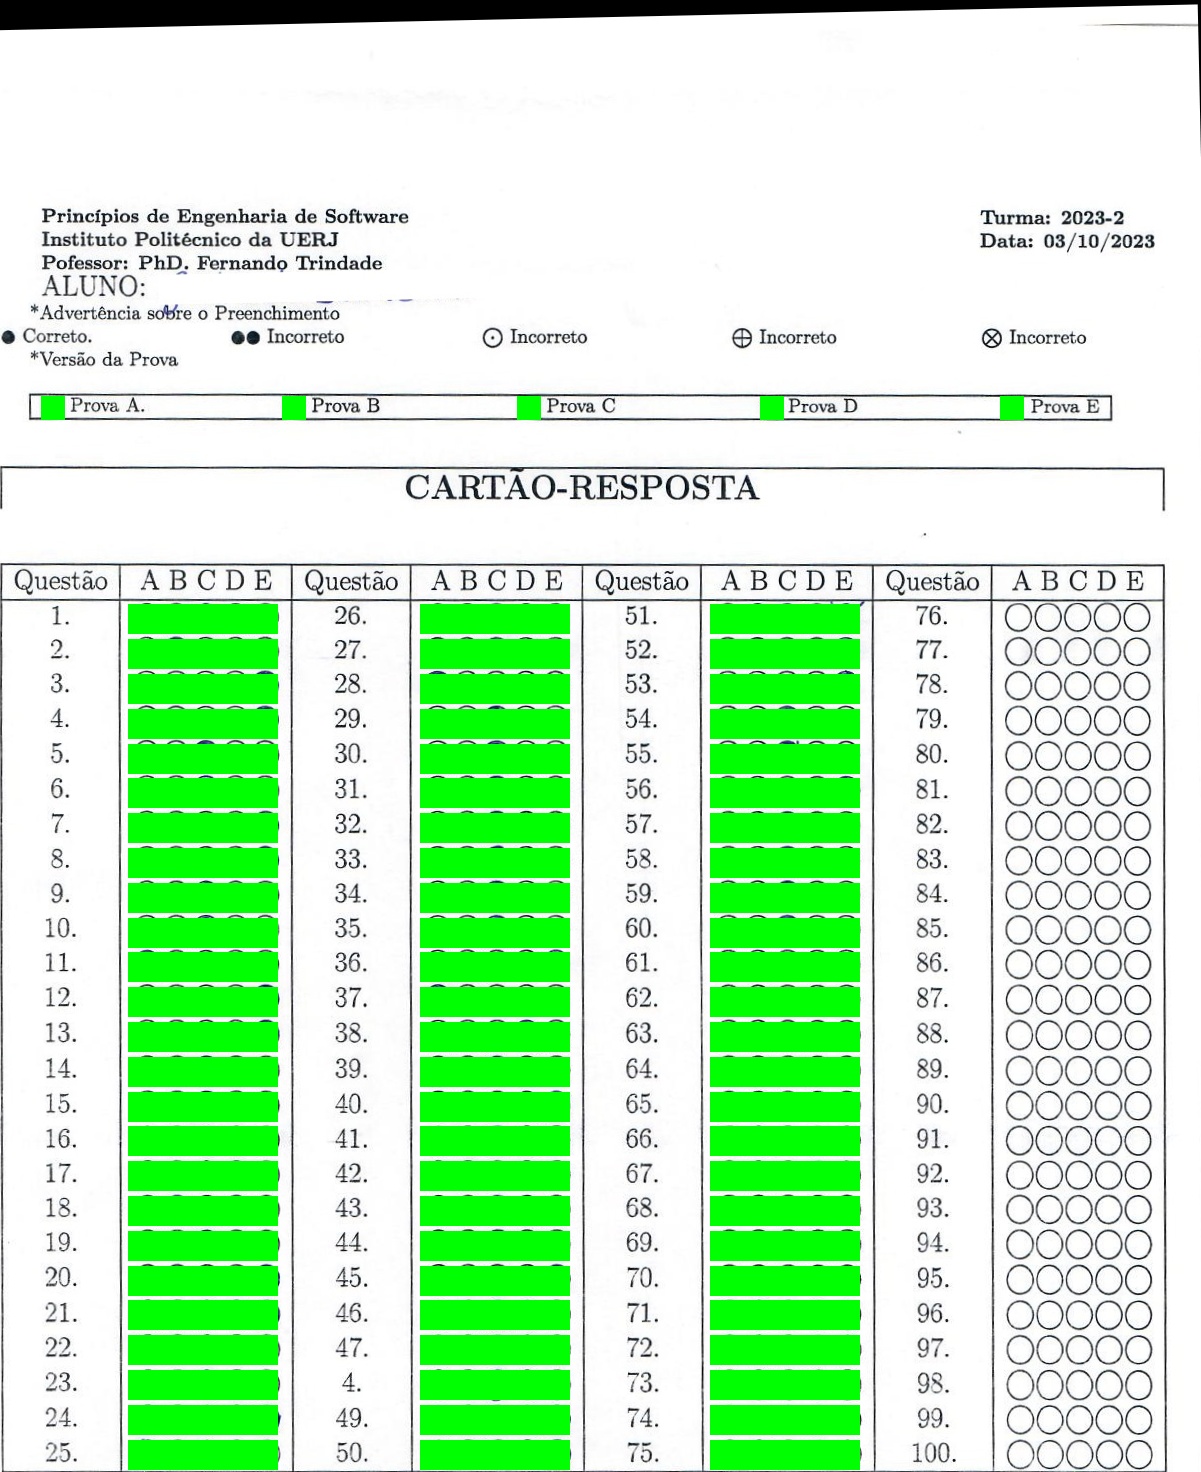 Princípios de Engenharia de Software
Turma: 2023-2
Instituto Politécnico da UERJ
Data: 03/10/2023
Pofessor: PhD. Fernando Trindade
ALUNO:
*Advertência sobre o Preenchimento
Correto. Incorreto Incorreto Incorreto Incorreto
*Versão da Prova
Prova A. Prova B Prova C Prova D Prova E
CARTÃO-RESPOSTA
Questão A B C D E Questão A B C D E Questão A B C D E Questão A B C D E
1. 26. 51. 76.
2. 27. 52. 77.
3. 28. 53. 78.
4. 29. 54. 79.
5. 30. 55. 80.
6. 31. 56. 81.
7. 32. 57. 82.
8. 33. 58. 83.
9. 34. 59. 84.
10. 35. 60. 85.
11. 36. 61. 86.
12. 37. 62. 87.
13. 38. 63. 88.
14. 39. 64. 89.
15. 40. 65. 90.
16. 41. 66. 91.
17. 42. 67. 92.
18. 43. 68. 93.
19. 44. 69. 94.
20. 45. 70. 95.
21. 46. 71. 96.
22. 47. 72. 97.
23. 4. 73. 98.
24. 49. 74. 99.
25. 50. 75. 100.